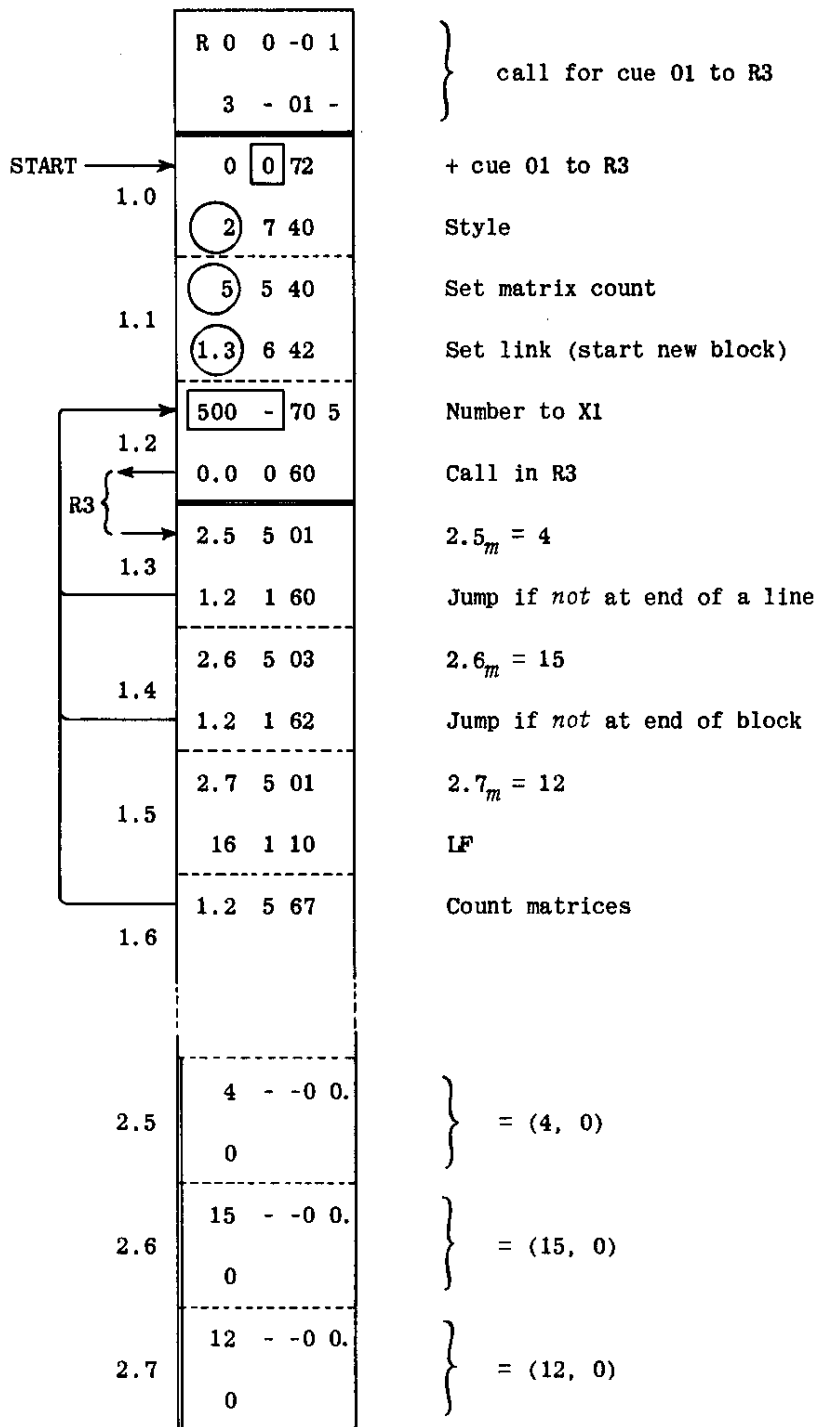 R 0 0 -0 1
3 - 01 -
call for cue 01 to R3
START
1.0
0 0 72 + cue 01 to R3
2 7 40 Style
1.1
5 5 40 Set matrix count
1.3 6 42 Set link (start new block)
1.2
500 - 70 5 Number to X1
0.0 0 60 Call in R3
R3
1.3
2.5 5 01 2.5m = 4
1.2 1 60 Jump if not at end of a line
1.4
2.6 5 03 2.6m = 15
1.2 1 62 Jump if not at end of block
1.5
2.7 5 01 2.7m = 12
16 1 10 LF
1.6
1.2 5 67 Count matrices
2.5
4 - -0 0.
0
= (4, 0)
2.6
15 - -0 0.
0
= (15, 0)
2.7
12 - -0 0.
0
= (12, 0)